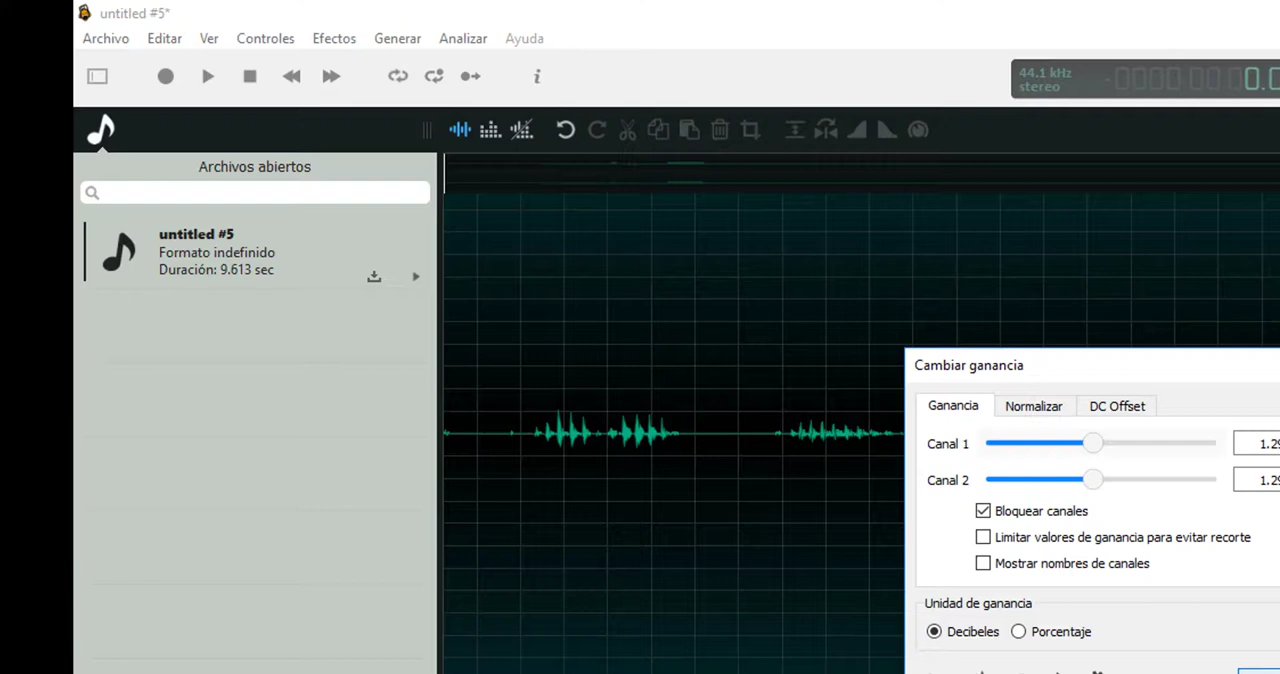 untitled #5*
Archivo Editar Ver Controles Efectos Generar Analizar Ayuda
44.1 kHz
stereo
Archivos abiertos
untitled #5
Formato indefinido
Duración: 9.613 sec
Cambiar ganancia
Ganancia Normalizar DC Offset
Canal 1
Canal 2
Bloquear canales
Limitar valores de ganancia para evitar recorte
Mostrar nombres de canales
Unidad de ganancia
Decibeles Porcentaje